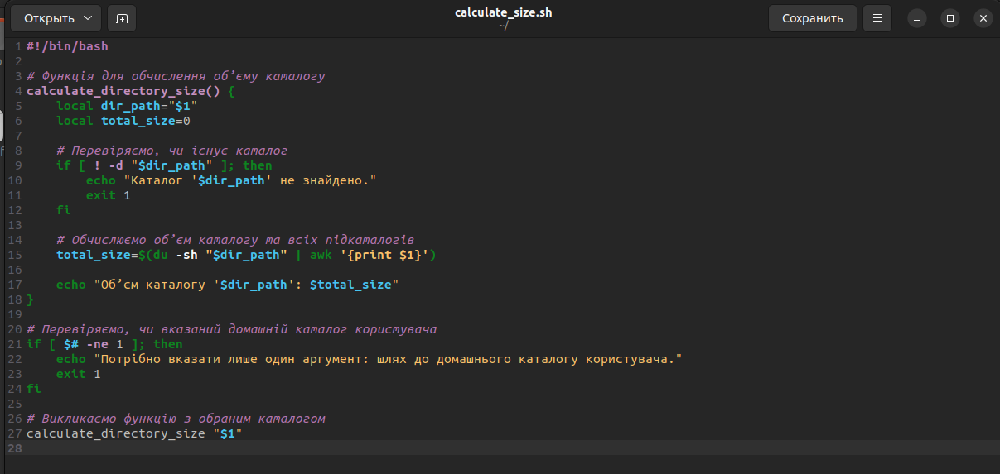 Открыть
calculate_size.sh
~/
Сохранить
1 #!/bin/bash
2
3 # Функція для обчислення об’єму каталогу
4 calculate_directory_size() {
5     local dir_path="$1"
6     local total_size=0
7
8     # Перевіряємо, чи існує каталог
9     if [ ! -d "$dir_path" ]; then
10         echo "Каталог '$dir_path' не знайдено."
11         exit 1
12     fi
13
14     # Обчислюємо об’єм каталогу та всіх підкаталогів
15     total_size=$(du -sh "$dir_path" | awk '{print $1}')
16
17     echo "Об’єм каталогу '$dir_path': $total_size"
18 }
19
20 # Перевіряємо, чи вказаний домашній каталог користувача
21 if [ $# -ne 1 ]; then
22     echo "Потрібно вказати лише один аргумент: шлях до домашнього каталогу користувача."
23     exit 1
24 fi
25
26 # Викликаємо функцію з обраним каталогом
27 calculate_directory_size "$1"
28